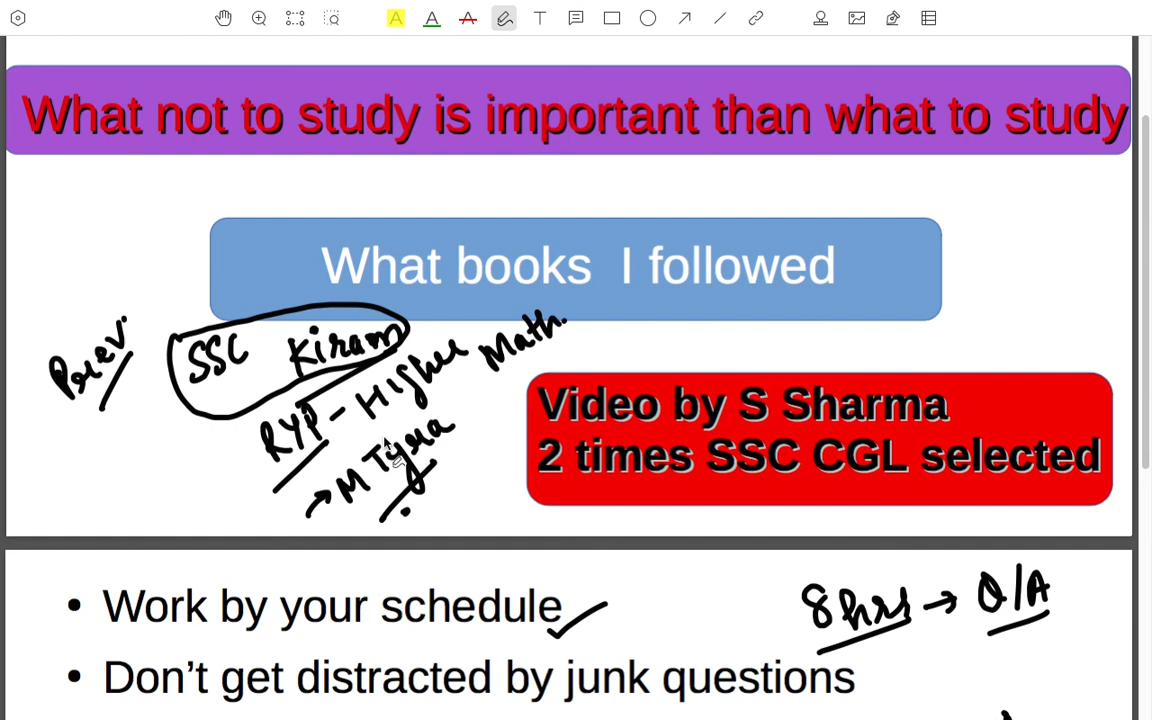 What not to study is important than what to study
What books I followed
Prev.
SSC Kiran
RYP - Higher Math.
→ M Tyra
Video by S Sharma
2 times SSC CGL selected
• Work by your schedule
8 hrs → Q/A
• Don’t get distracted by junk questions